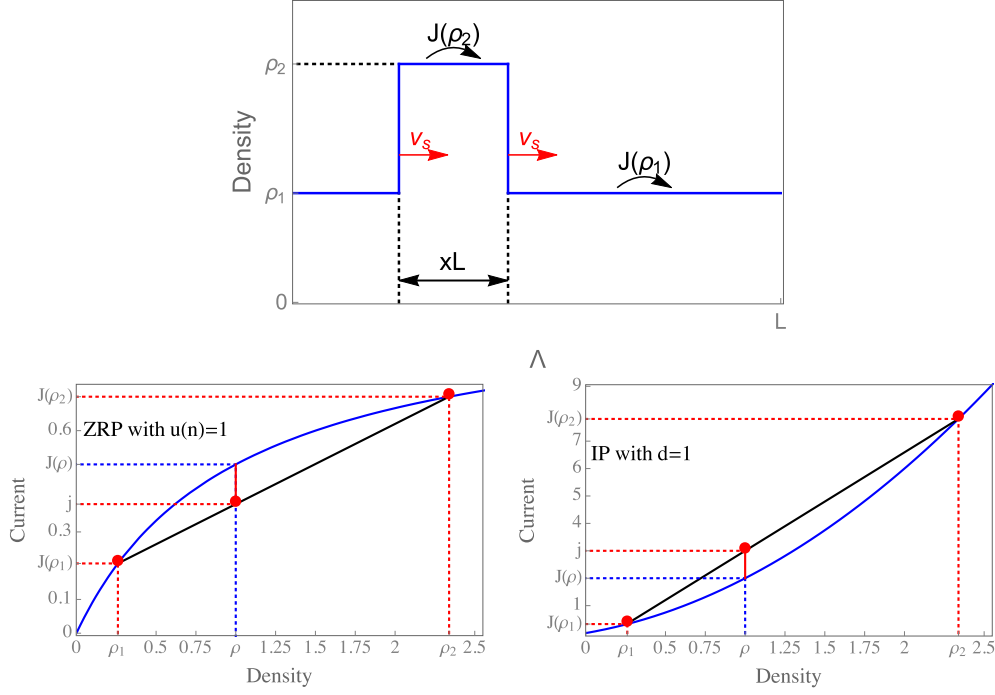 J(ρ₂)
ρ₂
v_s
v_s
J(ρ₁)
Density
ρ₁
xL
0
L
Λ
J(ρ₂)
0.6
J(ρ)
j
0.3
J(ρ₁)
0.1
0
ZRP with u(n)=1
Current
0 ρ₁ 0.5 0.75 ρ 1.25 1.5 1.75 2 ρ₂ 2.5
Density
9
J(ρ₂)
7
6
4
j
J(ρ)
1
J(ρ₁)
IP with d=1
Current
0 ρ₁ 0.5 0.75 ρ 1.25 1.5 1.75 2 ρ₂ 2.5
Density